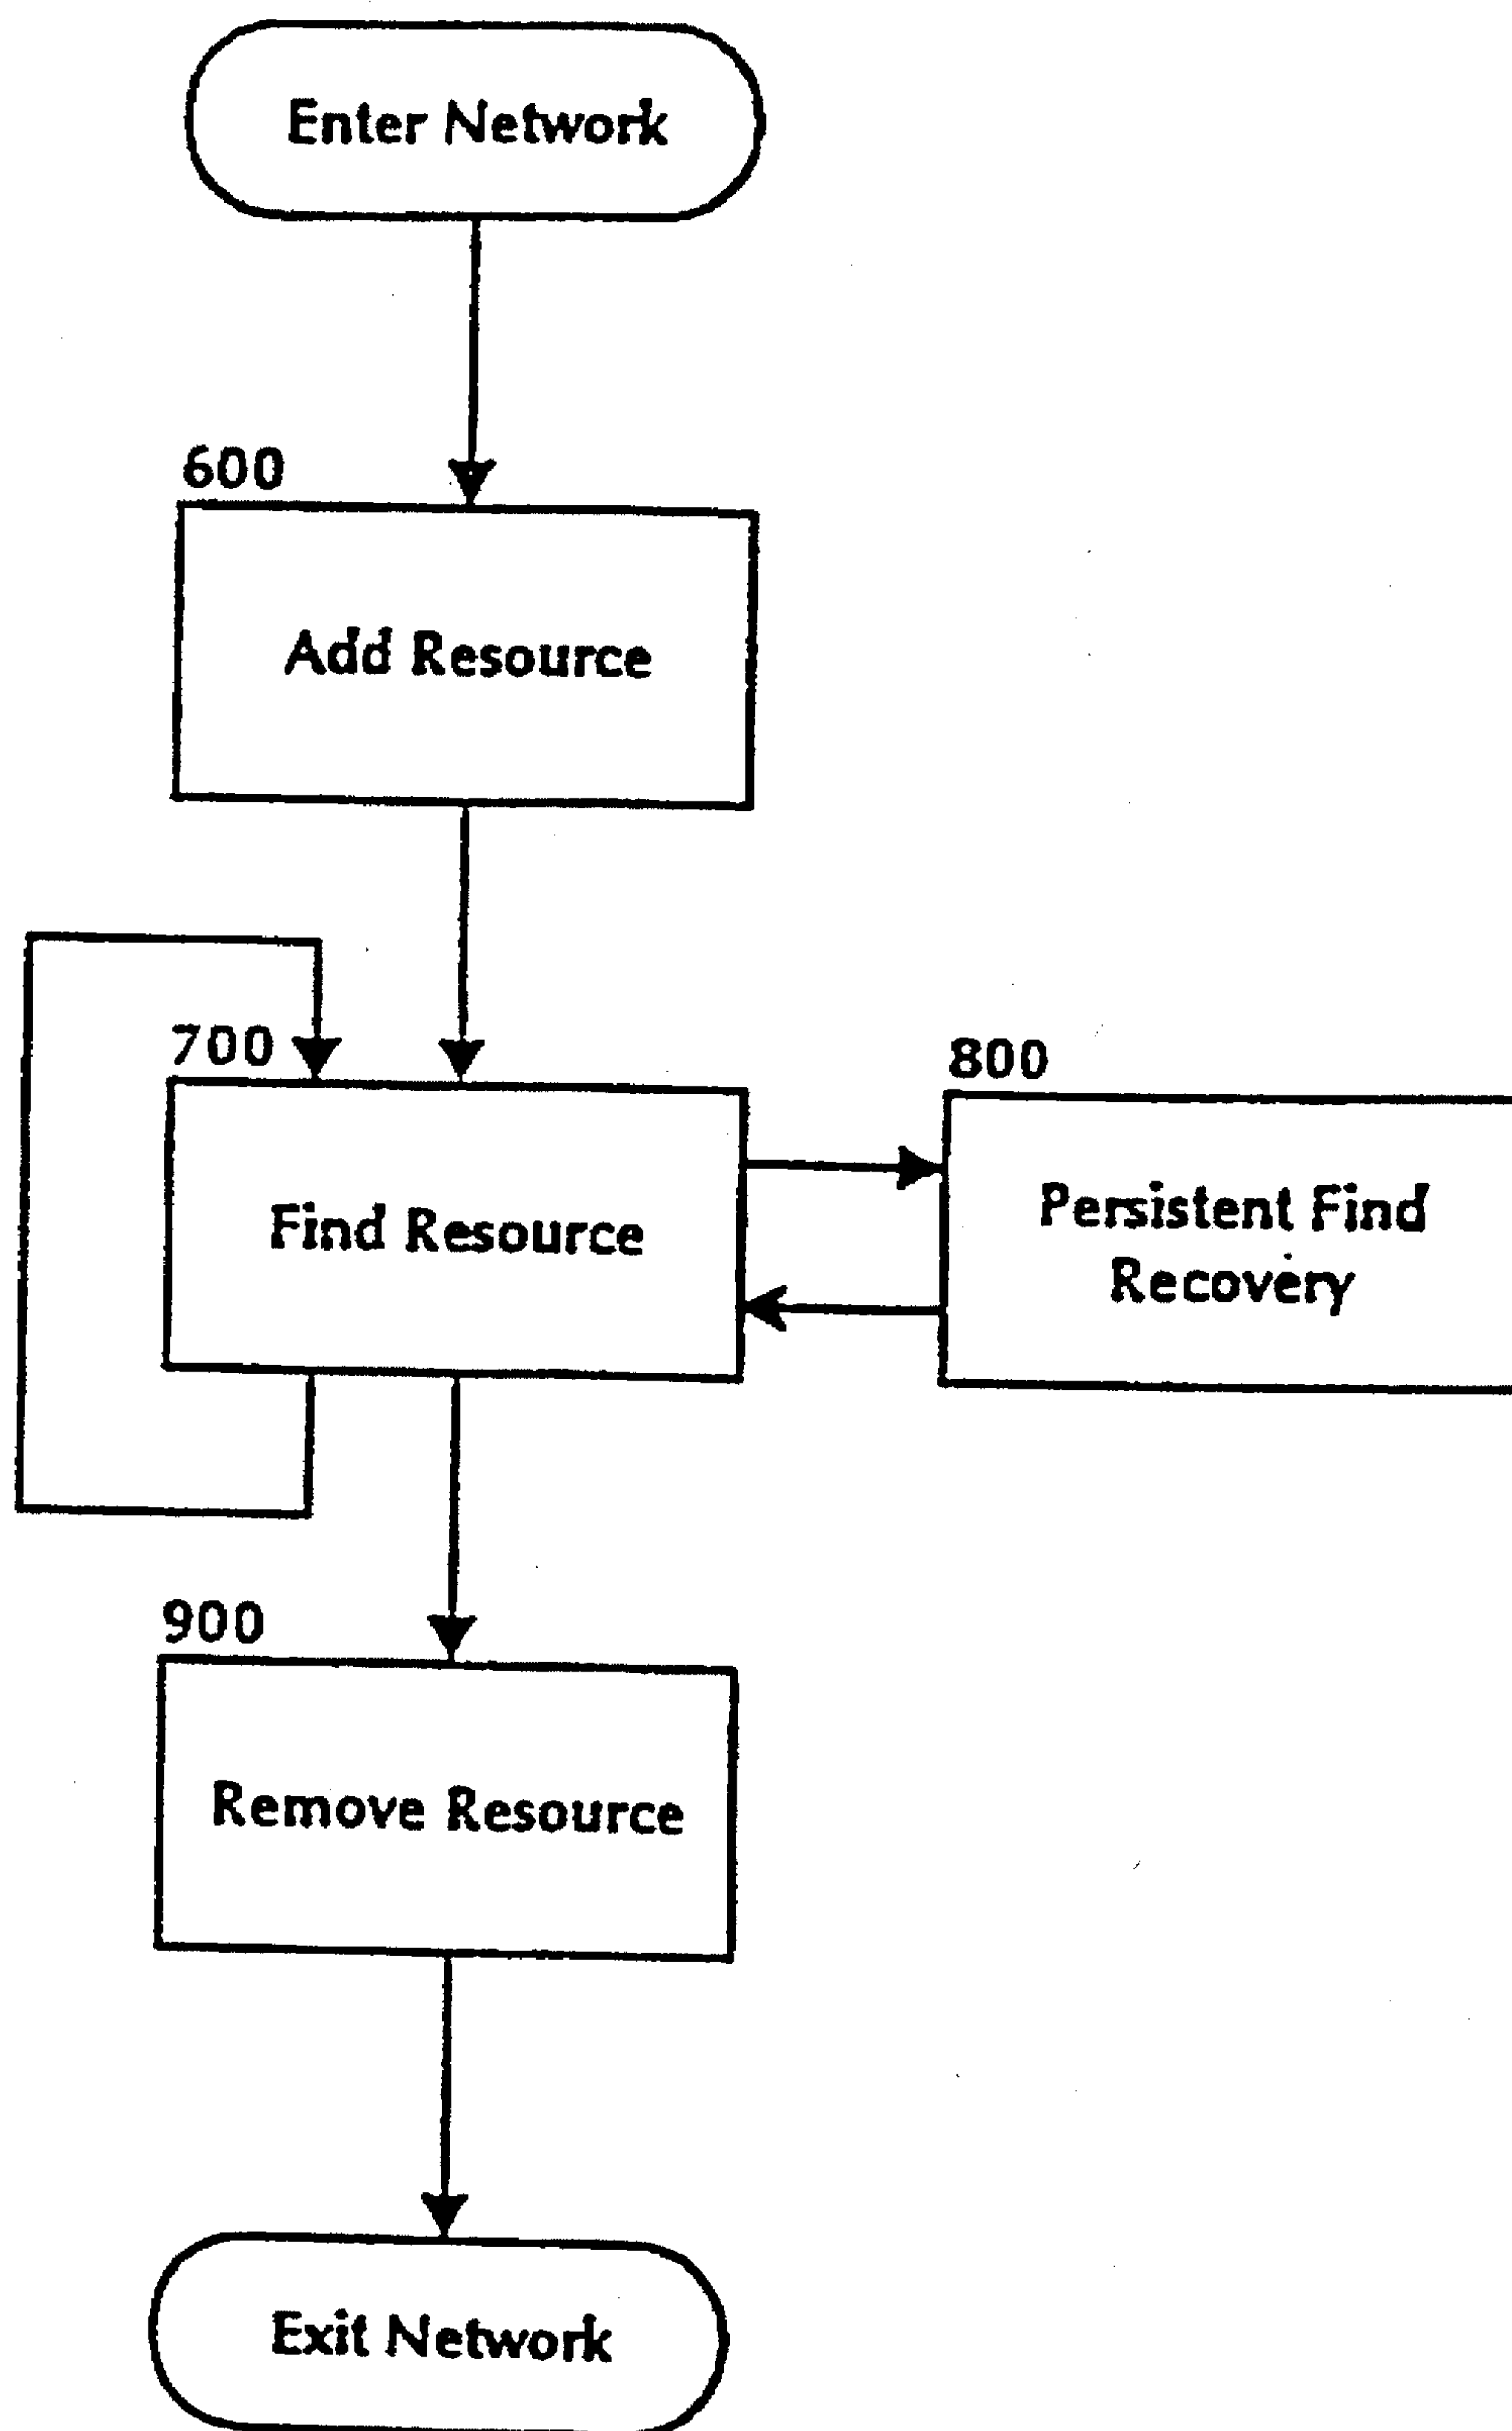 Enter Network
600
Add Resource
700
Find Resource
800
Persistent Find
Recovery
900
Remove Resource
Exit Network